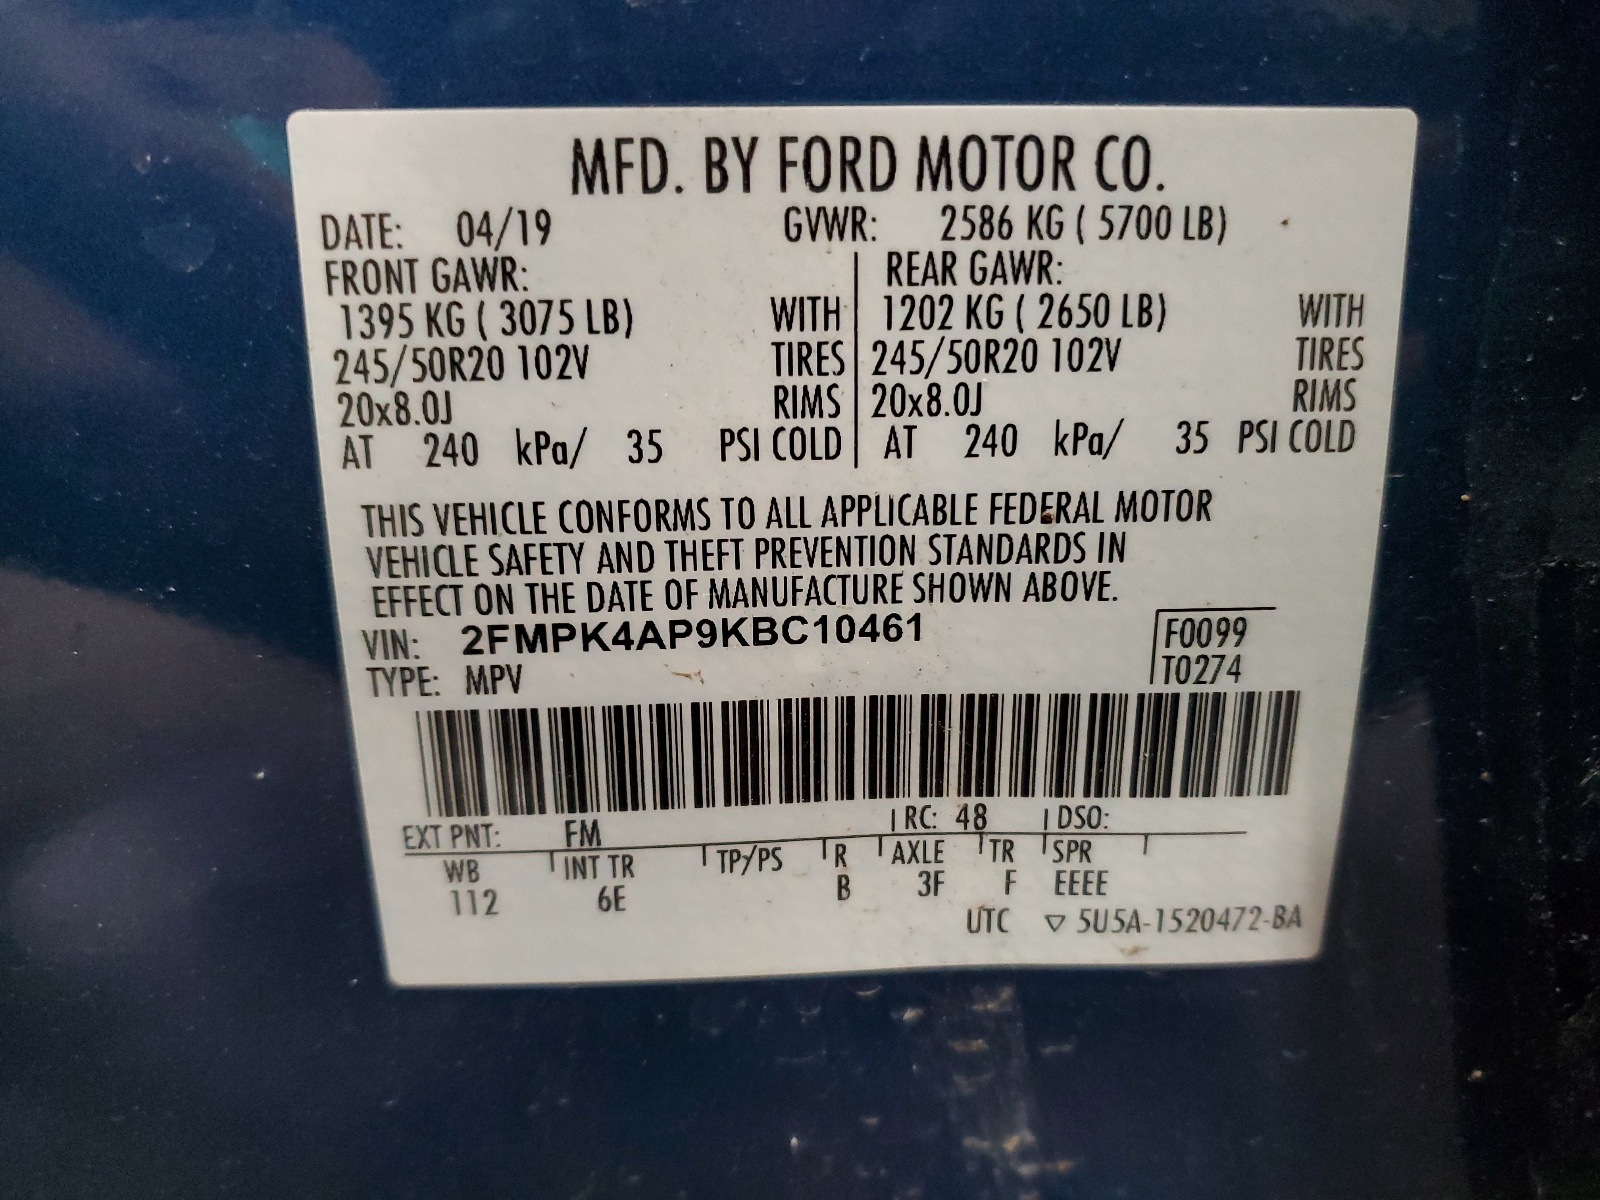 MFD. BY FORD MOTOR CO.
DATE: 04/19 GVWR: 2586 KG ( 5700 LB)
FRONT GAWR: REAR GAWR:
1395 KG ( 3075 LB) WITH 1202 KG ( 2650 LB) WITH
245/50R20 102V TIRES 245/50R20 102V TIRES
20x8.0J RIMS 20x8.0J RIMS
AT 240 kPa/ 35 PSI COLD AT 240 kPa/ 35 PSI COLD
THIS VEHICLE CONFORMS TO ALL APPLICABLE FEDERAL MOTOR
VEHICLE SAFETY AND THEFT PREVENTION STANDARDS IN
EFFECT ON THE DATE OF MANUFACTURE SHOWN ABOVE.
VIN: 2FMPK4AP9KBC10461 F0099
TYPE: MPV T0274
EXT PNT: FM RC: 48 DSO:
WB INT TR TP/PS R AXLE TR SPR
112 6E B 3F F EEEE
UTC ▽ 5U5A-1520472-BA